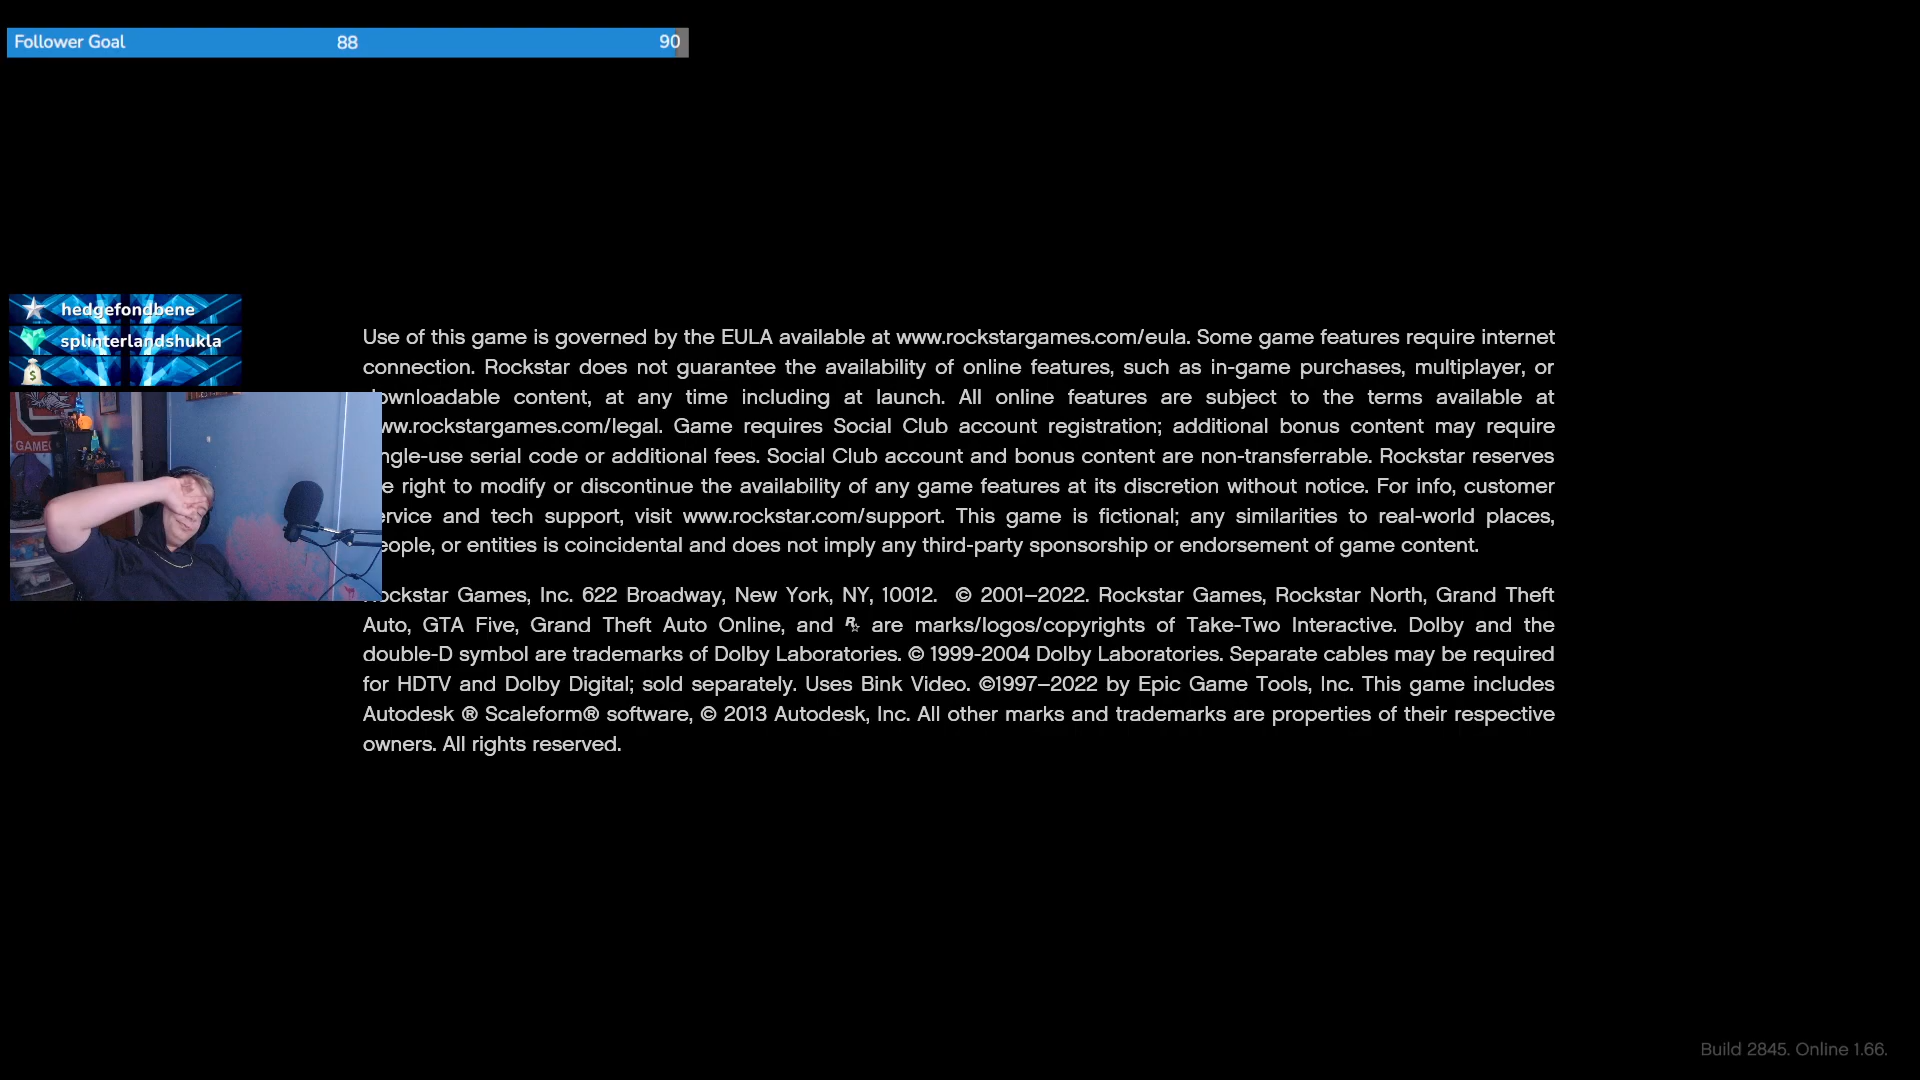 Follower Goal 88 90
hedgefondbene
splinterlandshukla
Use of this game is governed by the EULA available at www.rockstargames.com/eula. Some game features require internet
connection. Rockstar does not guarantee the availability of online features, such as in-game purchases, multiplayer, or
downloadable content, at any time including at launch. All online features are subject to the terms available at
ww.rockstargames.com/legal. Game requires Social Club account registration; additional bonus content may require
GAME
ngle-use serial code or additional fees. Social Club account and bonus content are non-transferrable. Rockstar reserves
e right to modify or discontinue the availability of any game features at its discretion without notice. For info, customer
ervice and tech support, visit www.rockstar.com/support. This game is fictional; any similarities to real-world places,
eople, or entities is coincidental and does not imply any third-party sponsorship or endorsement of game content.
Rockstar Games, Inc. 622 Broadway, New York, NY, 10012. © 2001–2022. Rockstar Games, Rockstar North, Grand Theft
Auto, GTA Five, Grand Theft Auto Online, and R* are marks/logos/copyrights of Take-Two Interactive. Dolby and the
double-D symbol are trademarks of Dolby Laboratories. © 1999-2004 Dolby Laboratories. Separate cables may be required
for HDTV and Dolby Digital; sold separately. Uses Bink Video. ©1997–2022 by Epic Game Tools, Inc. This game includes
Autodesk ® Scaleform® software, © 2013 Autodesk, Inc. All other marks and trademarks are properties of their respective
owners. All rights reserved.
Build 2845. Online 1.66.